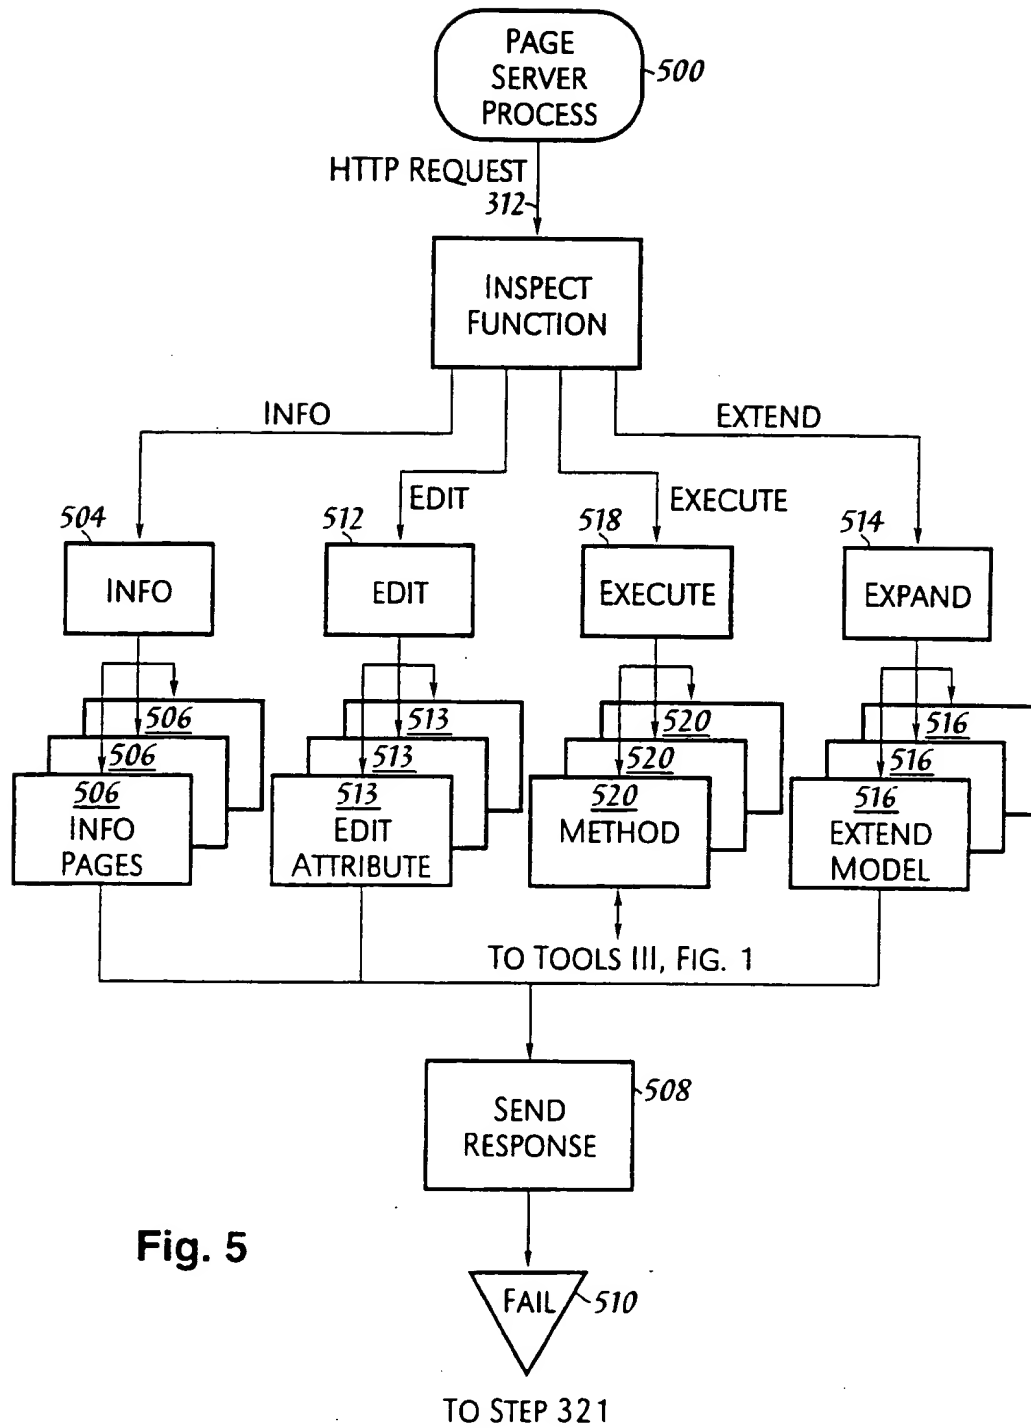 PAGE
SERVER
PROCESS
500
HTTP REQUEST
312
INSPECT
FUNCTION
INFO
EXTEND
EDIT
EXECUTE
504
512
518
514
INFO
EDIT
EXECUTE
EXPAND
506
513
520
516
506
513
520
516
506
INFO
PAGES
513
EDIT
ATTRIBUTE
520
METHOD
516
EXTEND
MODEL
TO TOOLS III, FIG. 1
SEND
RESPONSE
508
Fig. 5
FAIL
510
TO STEP 321